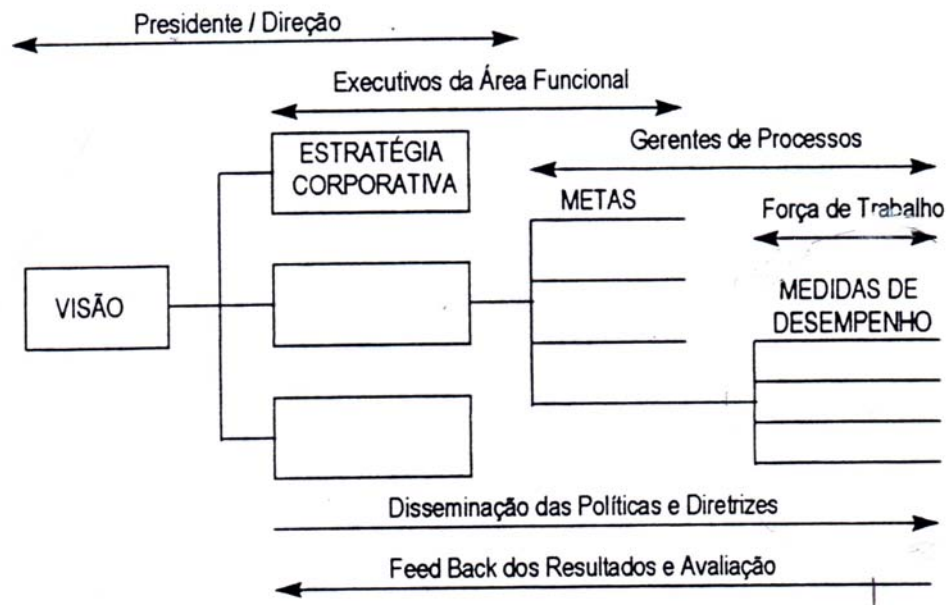 Presidente / Direção
Executivos da Área Funcional
ESTRATÉGIA
CORPORATIVA
Gerentes de Processos
METAS
Força de Trabalho
VISÃO
MEDIDAS DE
DESEMPENHO
Disseminação das Políticas e Diretrizes
Feed Back dos Resultados e Avaliação